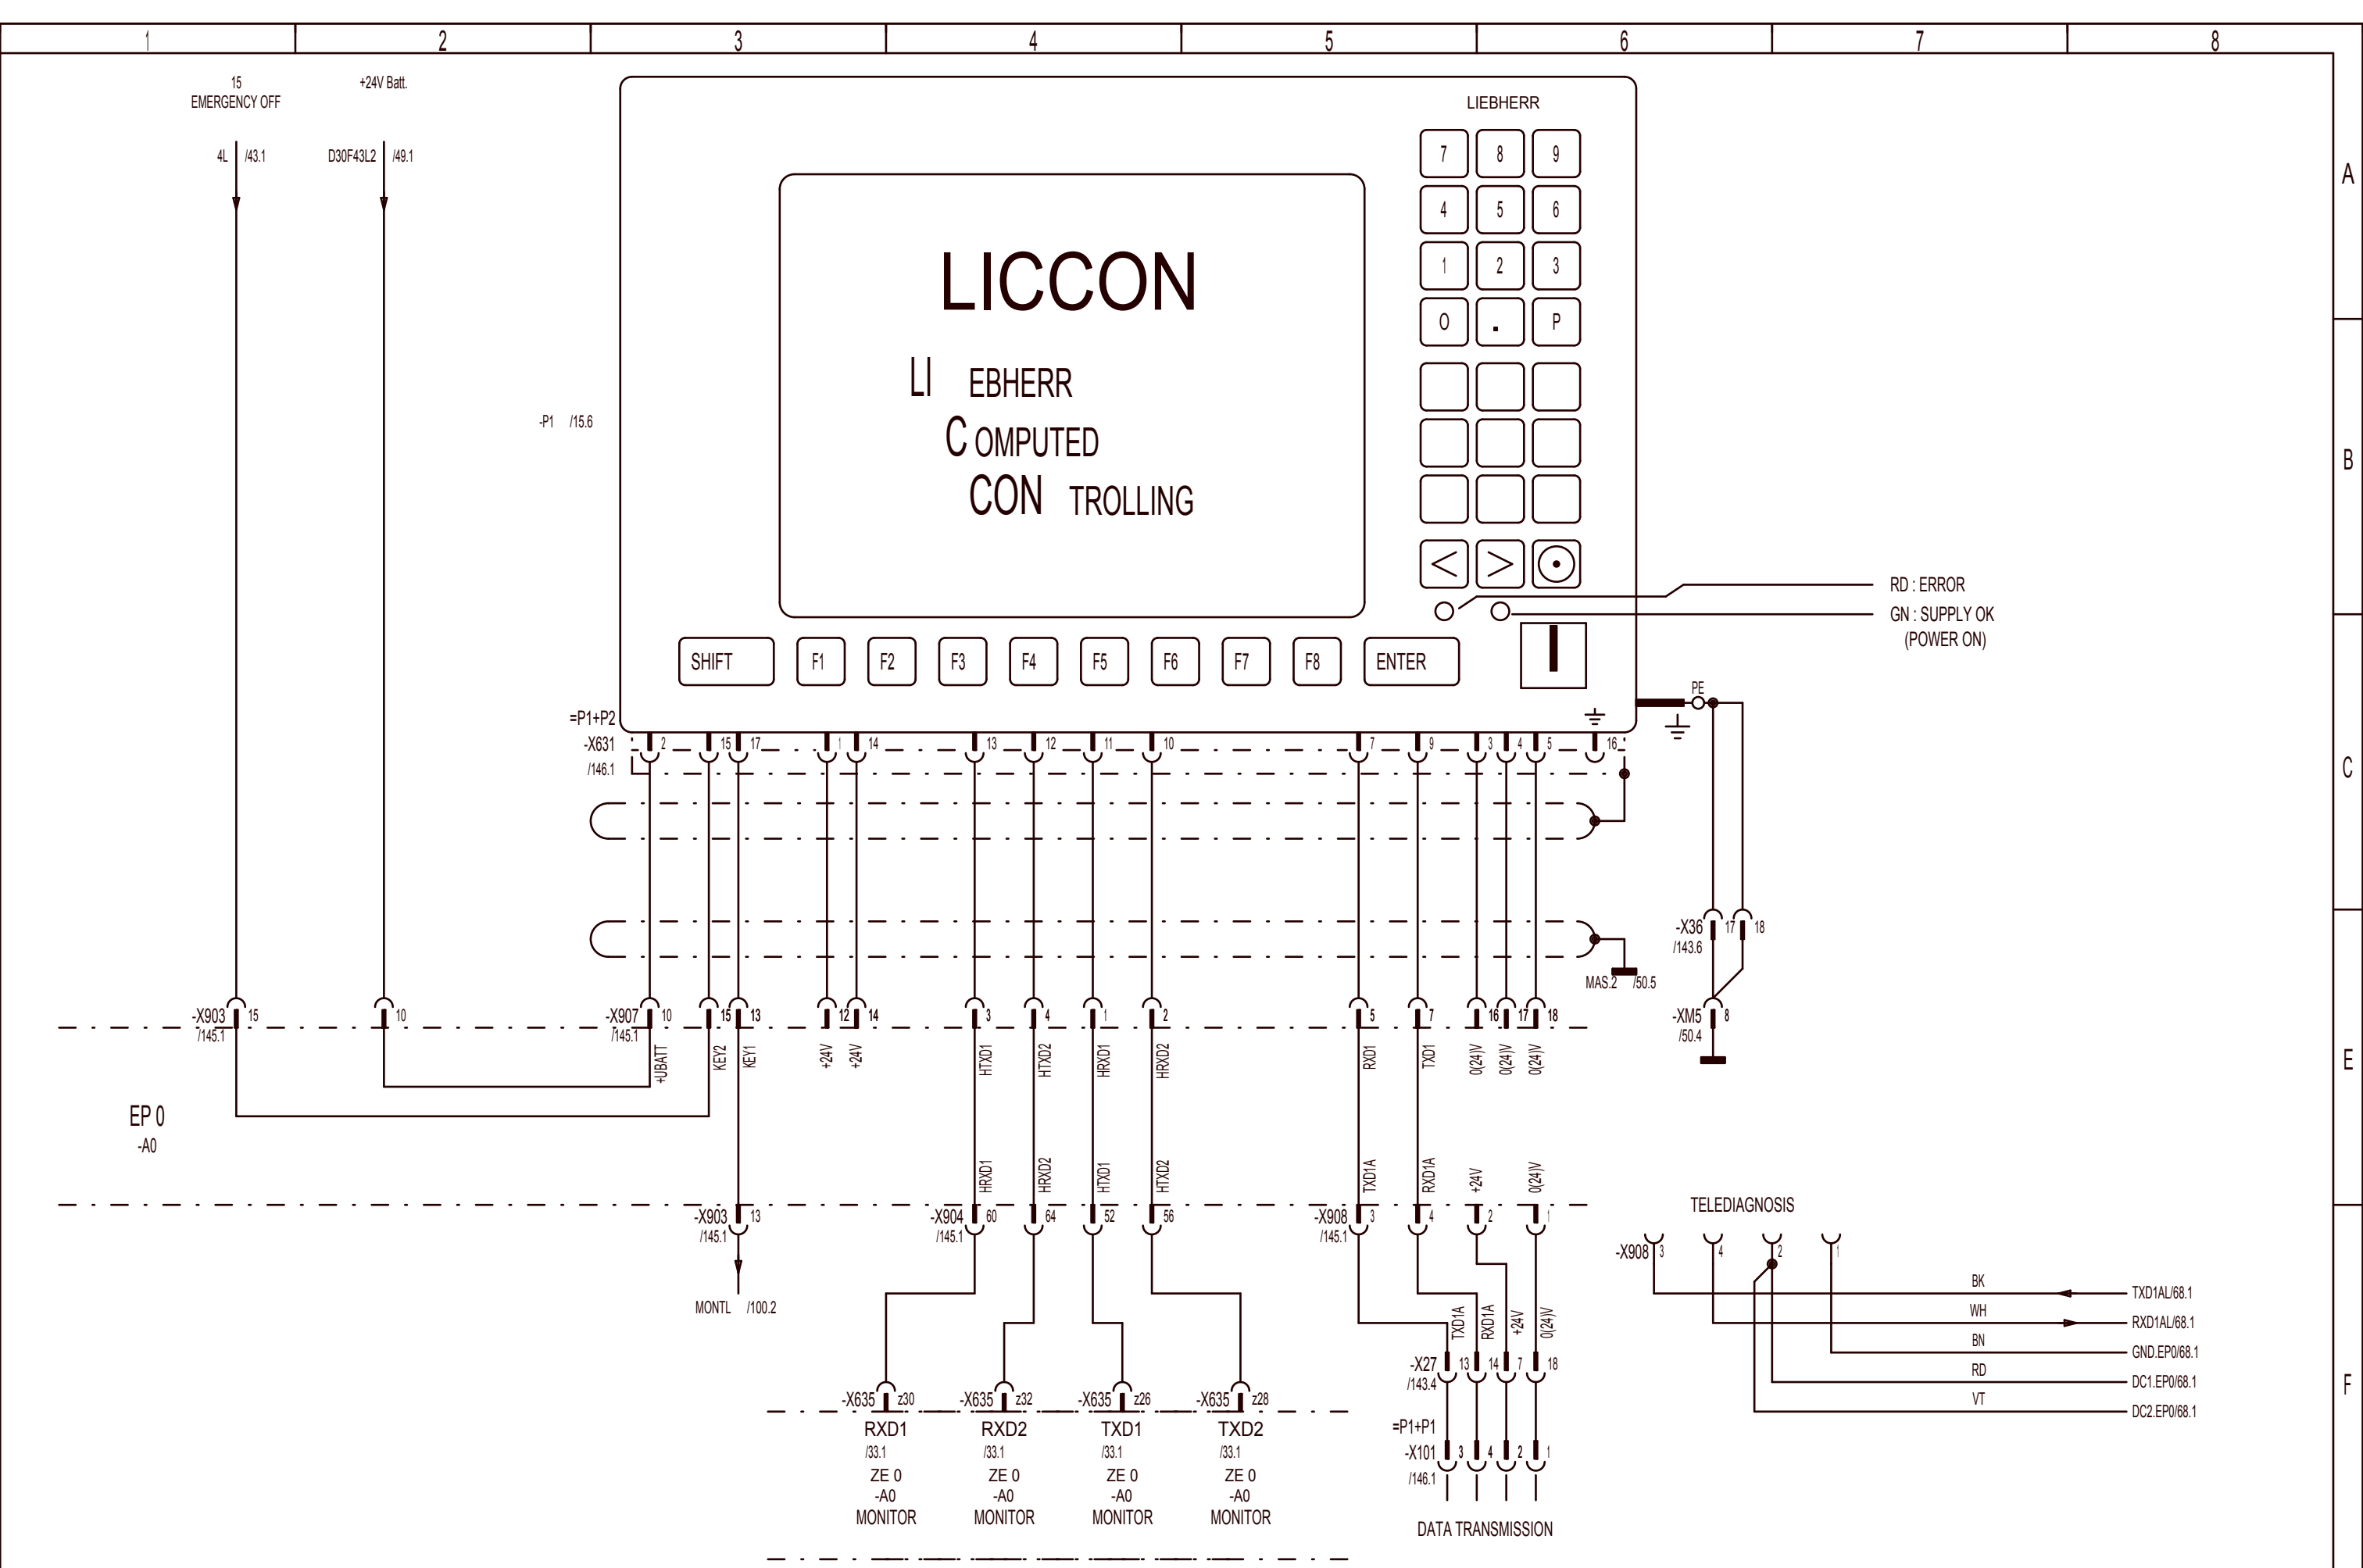 1 2 3 4 5 6 7 8
15
EMERGENCY OFF
+24V Batt.
4L /43.1
D30F43L2 /49.1
LIEBHERR
7 8 9
4 5 6
1 2 3
O . P
< >
A
B
C
E
F
LICCON
LI EBHERR
C OMPUTED
CON TROLLING
-P1 /15.6
RD : ERROR
GN : SUPPLY OK
(POWER ON)
SHIFT F1 F2 F3 F4 F5 F6 F7 F8 ENTER
PE
=P1+P2
-X631 2 15 17 1 14 13 12 11 10 7 9 3 4 5 16
/146.1
-X36 17 18
/143.6
MAS.2 /50.5
-X903 15 10
/145.1
-X907 10 15 13 12 14 3 4 1 2 5 7 16 17 18
/145.1
-XM5 8
/50.4
+UBATT KEY2 KEY1 +24V +24V HTXD1 HTXD2 HRXD1 HRXD2 RXD1 TXD1 0(24)V 0(24)V 0(24)V
EP 0
-A0
HRXD1 HRXD2 HTXD1 HTXD2 TXD1A RXD1A +24V 0(24)V
-X903 13
/145.1
-X904 60 64 52 56
/145.1
-X908 3 4 2 1
/145.1
MONTL /100.2
TELEDIAGNOSIS
-X908 3 4 2 1
BK TXD1AL/68.1
WH RXD1AL/68.1
BN GND.EP0/68.1
RD DC1.EP0/68.1
VT DC2.EP0/68.1
TXD1A RXD1A +24V 0(24)V
-X27 13 14 7 18
/143.4
-X635 z30 -X635 z32 -X635 z26 -X635 z28
RXD1 RXD2 TXD1 TXD2
/33.1 /33.1 /33.1 /33.1
ZE 0 ZE 0 ZE 0 ZE 0
-A0 -A0 -A0 -A0
MONITOR MONITOR MONITOR MONITOR
=P1+P1
-X101 3 4 2 1
/146.1
DATA TRANSMISSION